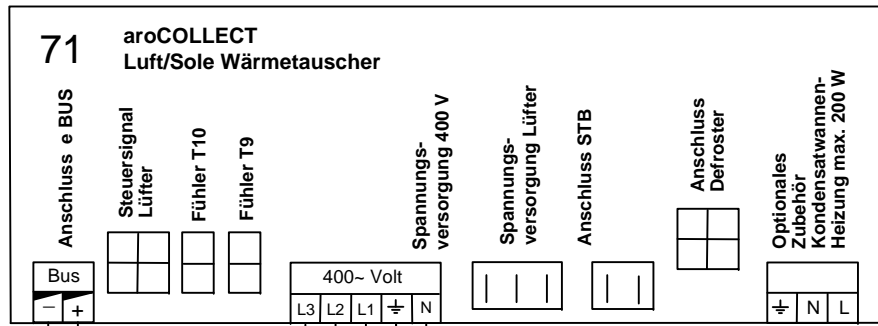 71
aroCOLLECT
Luft/Sole Wärmetauscher
Anschluss e BUS
Steuersignal
Lüfter
Fühler T10
Fühler T9
Spannungs-
versorgung 400 V
Spannungs-
versorgung Lüfter
Anschluss STB
Anschluss
Defroster
Optionales
Zubehör
Kondensatwannen-
Heizung max. 200 W
Bus
− +
400~ Volt
L3 L2 L1 ⏚ N
⏚ N L